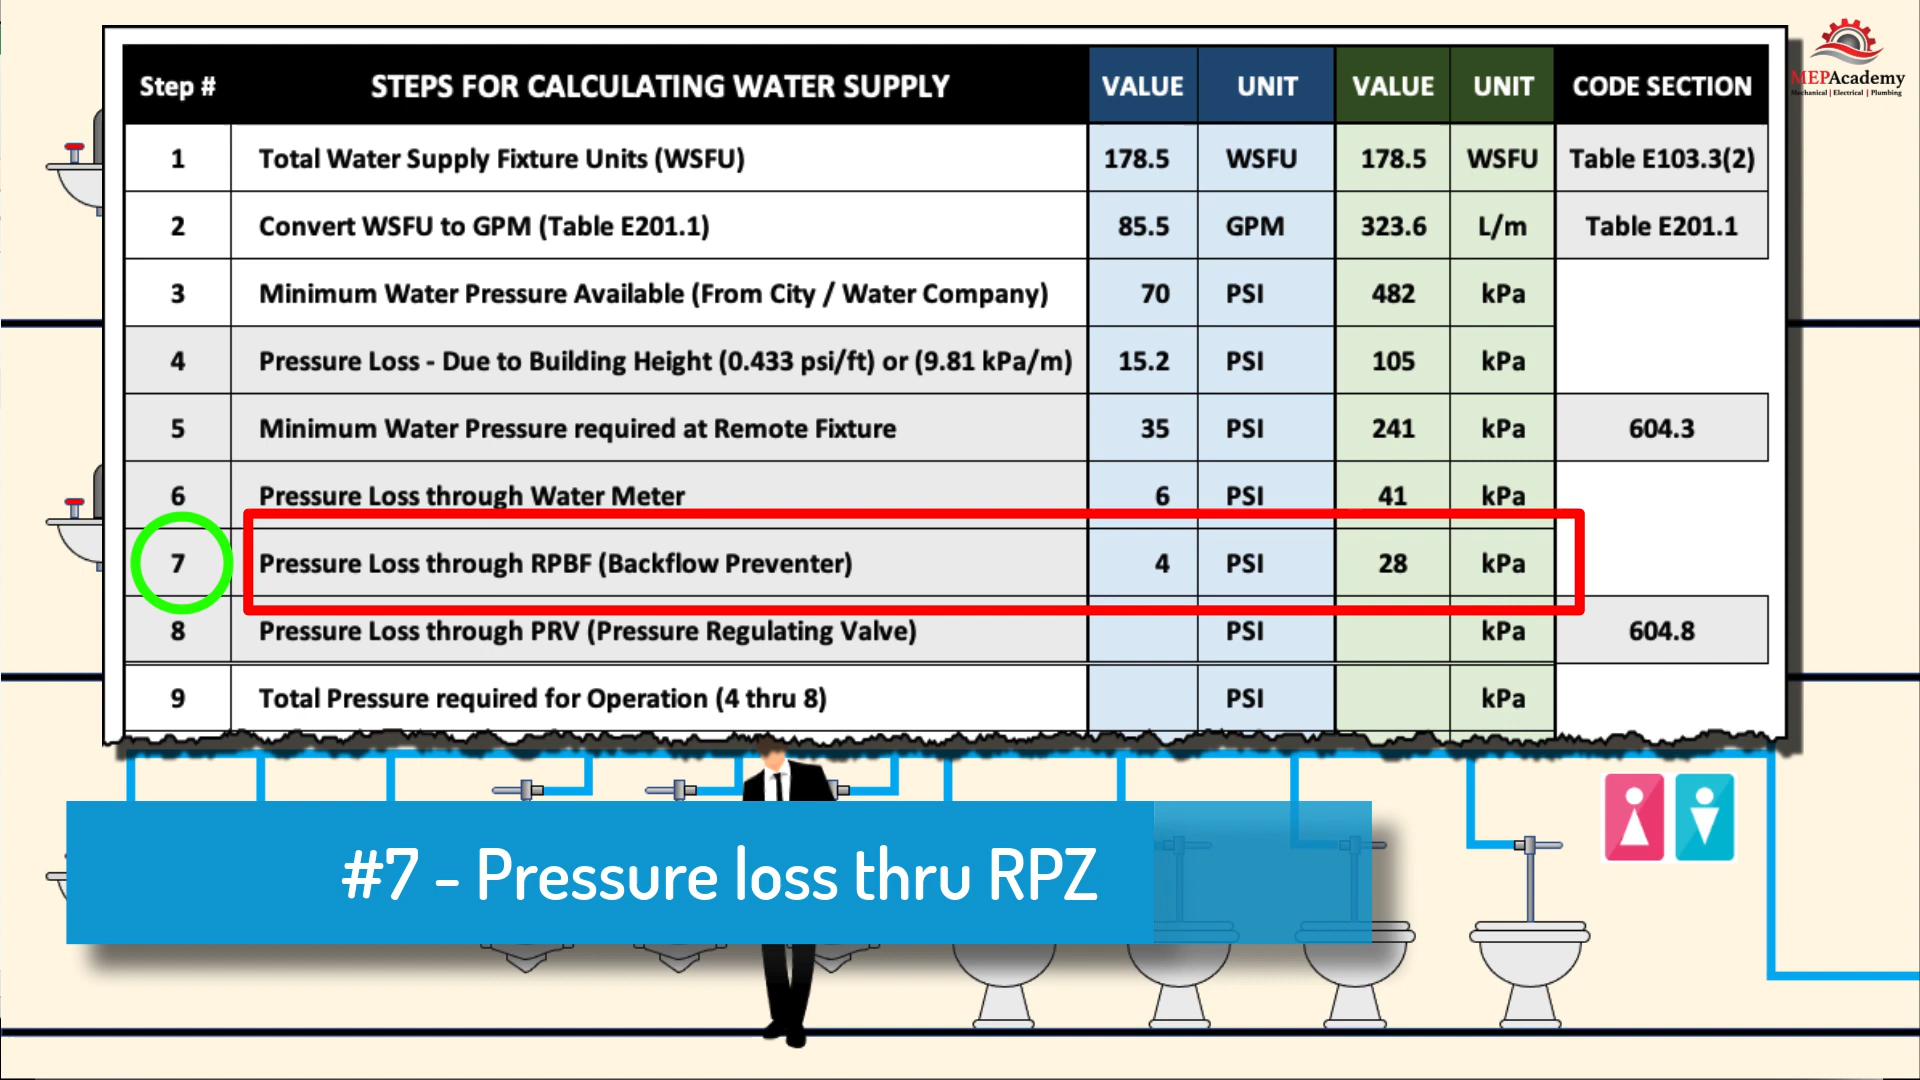 MEPAcademy
Mechanical | Electrical | Plumbing
Step # STEPS FOR CALCULATING WATER SUPPLY VALUE UNIT VALUE UNIT CODE SECTION
1 Total Water Supply Fixture Units (WSFU) 178.5 WSFU 178.5 WSFU Table E103.3(2)
2 Convert WSFU to GPM (Table E201.1) 85.5 GPM 323.6 L/m Table E201.1
3 Minimum Water Pressure Available (From City / Water Company) 70 PSI 482 kPa
4 Pressure Loss - Due to Building Height (0.433 psi/ft) or (9.81 kPa/m) 15.2 PSI 105 kPa
5 Minimum Water Pressure required at Remote Fixture 35 PSI 241 kPa 604.3
6 Pressure Loss through Water Meter 6 PSI 41 kPa
7 Pressure Loss through RPBF (Backflow Preventer) 4 PSI 28 kPa
8 Pressure Loss through PRV (Pressure Regulating Valve) PSI kPa 604.8
9 Total Pressure required for Operation (4 thru 8) PSI kPa
#7 - Pressure loss thru RPZ